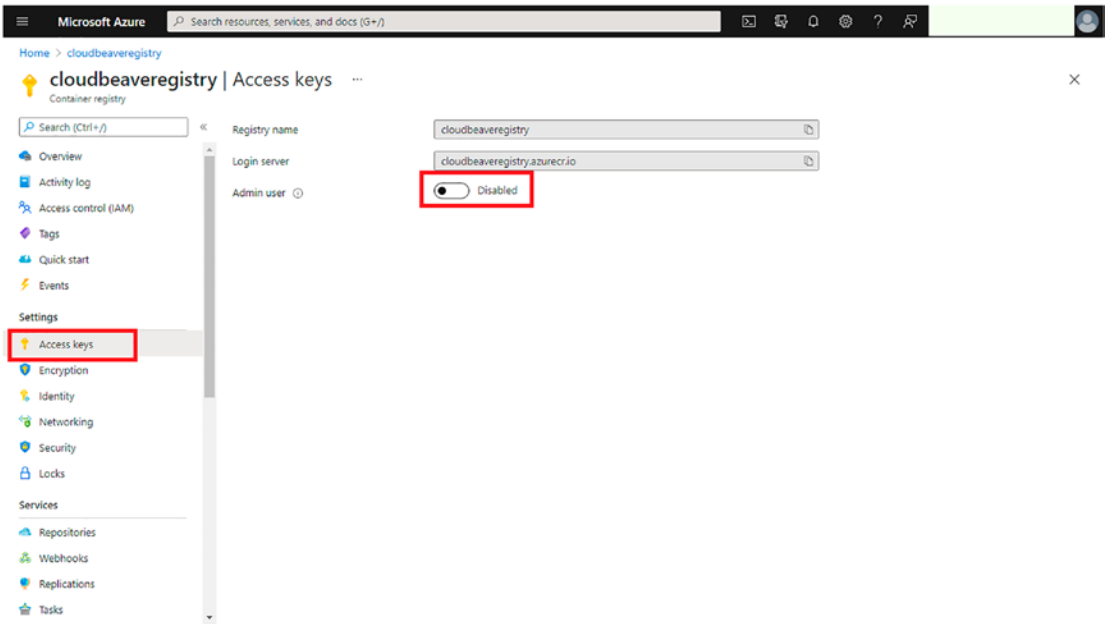 Microsoft Azure
Search resources, services, and docs (G+/)
Home > cloudbeaveregistry
cloudbeaveregistry | Access keys ...
Container registry
Search (Ctrl+/)
Overview
Activity log
Access control (IAM)
Tags
Quick start
Events
Settings
Access keys
Encryption
Identity
Networking
Security
Locks
Services
Repositories
Webhooks
Replications
Tasks
Registry name
cloudbeaveregistry
Login server
cloudbeaveregistry.azurecr.io
Admin user
Disabled